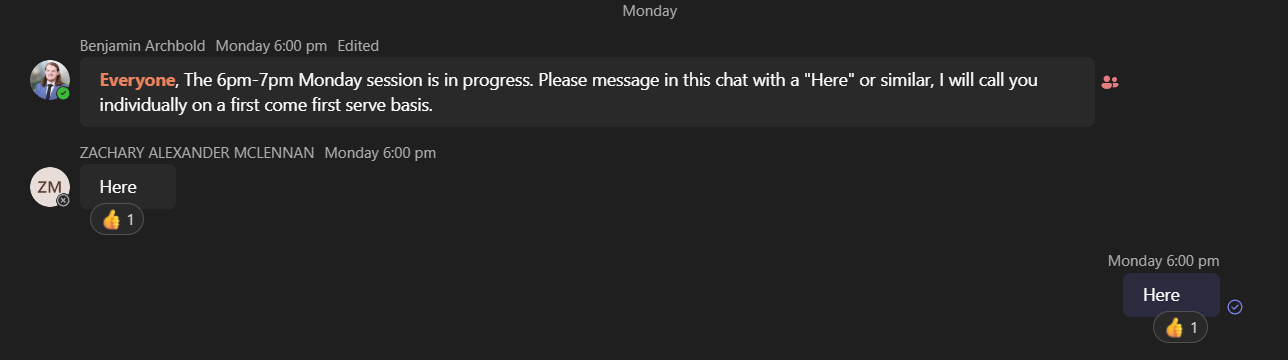 Monday
Benjamin Archbold Monday 6:00 pm Edited
Everyone, The 6pm-7pm Monday session is in progress. Please message in this chat with a "Here" or similar, I will call you
individually on a first come first serve basis.
ZACHARY ALEXANDER MCLENNAN Monday 6:00 pm
ZM
Here
👍 1
Monday 6:00 pm
Here
👍 1